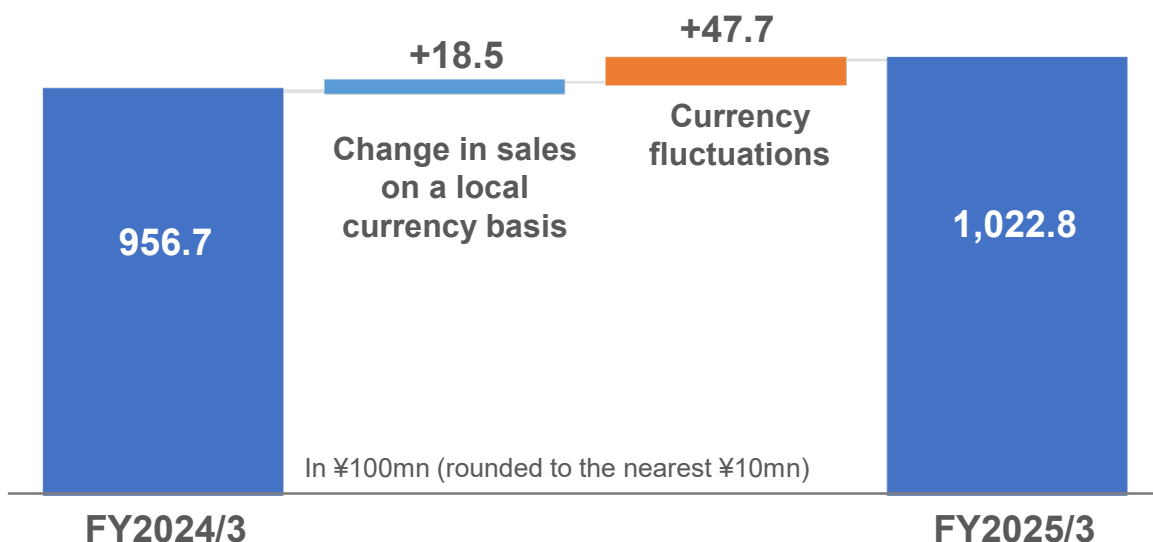 +18.5
+47.7
Change in sales
on a local
currency basis
Currency
fluctuations
956.7
1,022.8
In ¥100mn (rounded to the nearest ¥10mn)
FY2024/3
FY2025/3